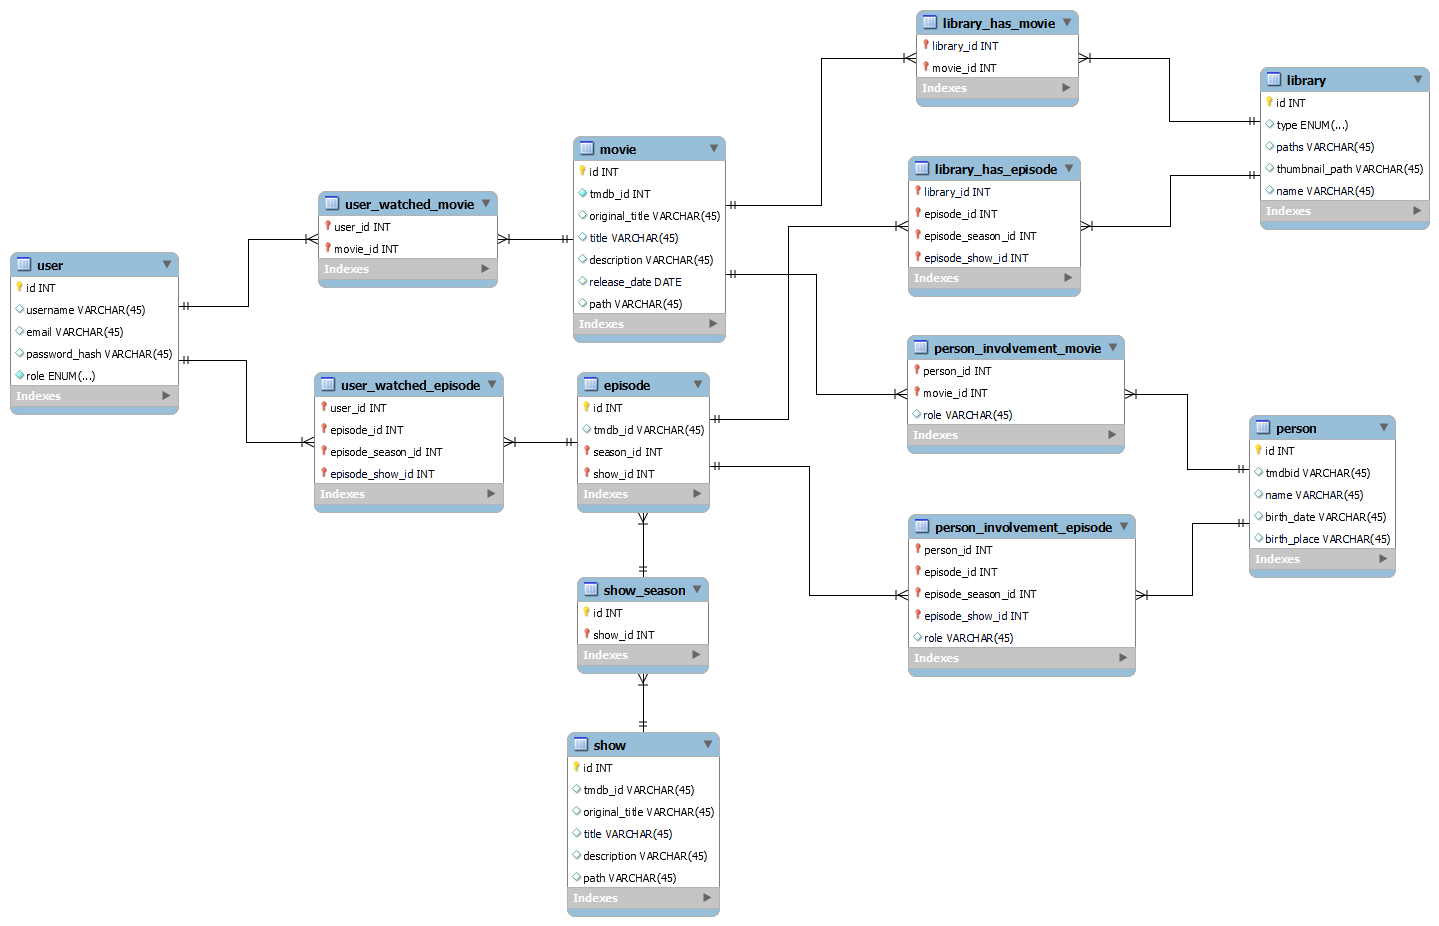 library_has_movie
library_id INT
movie_id INT
Indexes
library
id INT
type ENUM(...)
paths VARCHAR(45)
thumbnail_path VARCHAR(45)
name VARCHAR(45)
Indexes
movie
id INT
tmdb_id INT
original_title VARCHAR(45)
title VARCHAR(45)
description VARCHAR(45)
release_date DATE
path VARCHAR(45)
Indexes
library_has_episode
library_id INT
episode_id INT
episode_season_id INT
episode_show_id INT
Indexes
user_watched_movie
user_id INT
movie_id INT
Indexes
user
id INT
username VARCHAR(45)
email VARCHAR(45)
password_hash VARCHAR(45)
role ENUM(...)
Indexes
person_involvement_movie
person_id INT
movie_id INT
role VARCHAR(45)
Indexes
user_watched_episode
user_id INT
episode_id INT
episode_season_id INT
episode_show_id INT
Indexes
episode
id INT
tmdb_id VARCHAR(45)
season_id INT
show_id INT
Indexes
person
id INT
tmdbid VARCHAR(45)
name VARCHAR(45)
birth_date VARCHAR(45)
birth_place VARCHAR(45)
Indexes
person_involvement_episode
person_id INT
episode_id INT
episode_season_id INT
episode_show_id INT
role VARCHAR(45)
Indexes
show_season
id INT
show_id INT
Indexes
show
id INT
tmdb_id VARCHAR(45)
original_title VARCHAR(45)
title VARCHAR(45)
description VARCHAR(45)
path VARCHAR(45)
Indexes